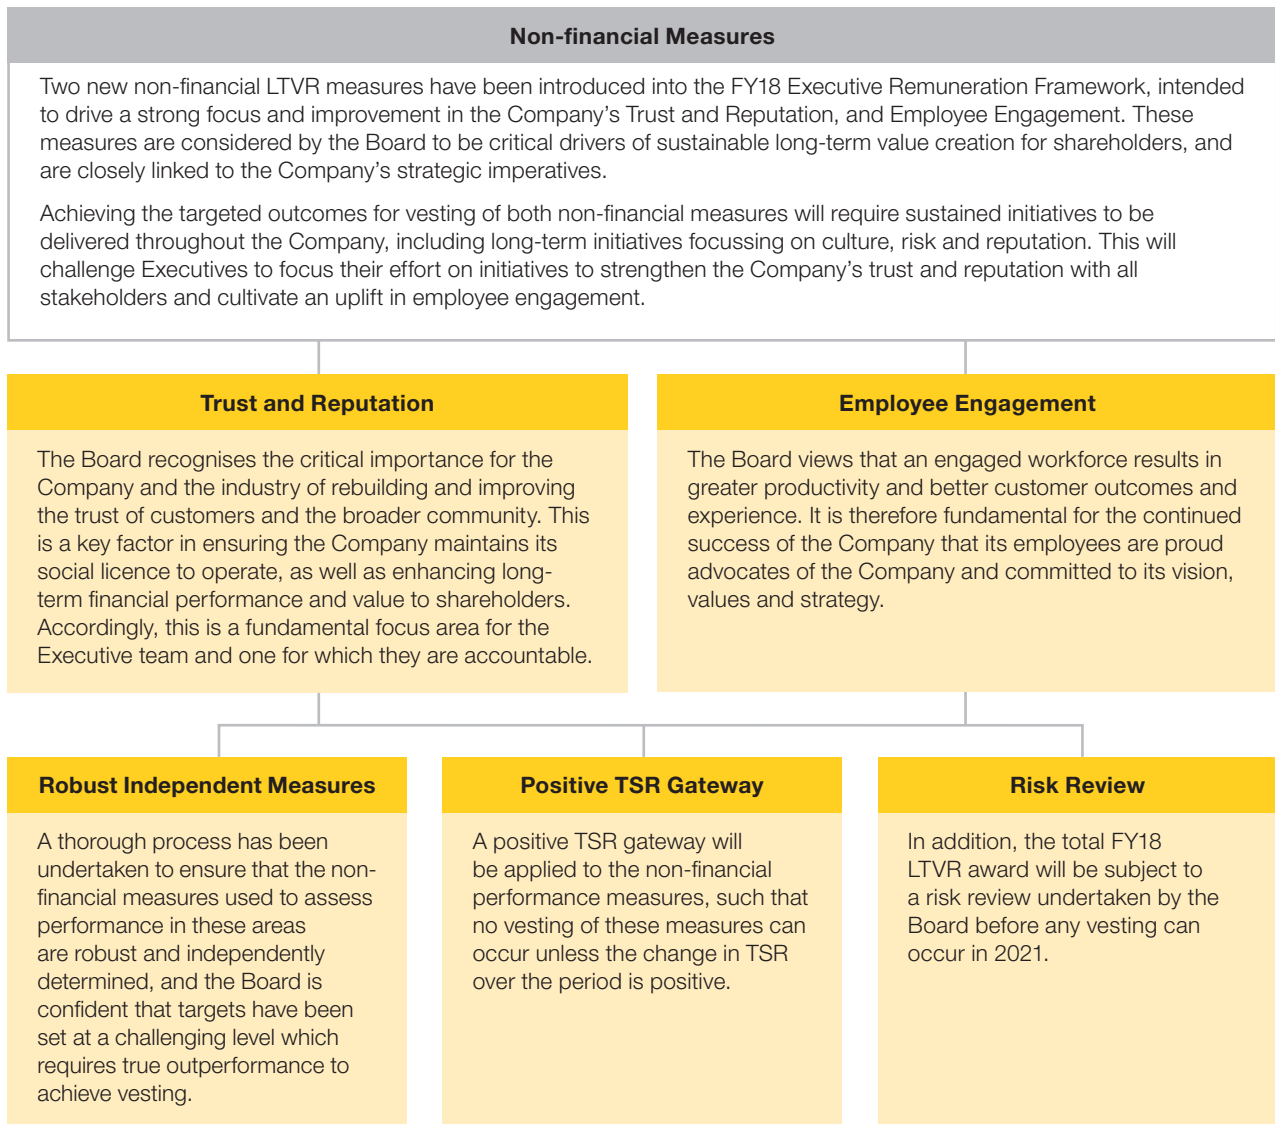 Non-financial Measures
Two new non-financial LTVR measures have been introduced into the FY18 Executive Remuneration Framework, intended
to drive a strong focus and improvement in the Company’s Trust and Reputation, and Employee Engagement. These
measures are considered by the Board to be critical drivers of sustainable long-term value creation for shareholders, and
are closely linked to the Company’s strategic imperatives.
Achieving the targeted outcomes for vesting of both non-financial measures will require sustained initiatives to be
delivered throughout the Company, including long-term initiatives focussing on culture, risk and reputation. This will
challenge Executives to focus their effort on initiatives to strengthen the Company’s trust and reputation with all
stakeholders and cultivate an uplift in employee engagement.
Trust and Reputation
The Board recognises the critical importance for the
Company and the industry of rebuilding and improving
the trust of customers and the broader community. This
is a key factor in ensuring the Company maintains its
social licence to operate, as well as enhancing long-
term financial performance and value to shareholders.
Accordingly, this is a fundamental focus area for the
Executive team and one for which they are accountable.
Employee Engagement
The Board views that an engaged workforce results in
greater productivity and better customer outcomes and
experience. It is therefore fundamental for the continued
success of the Company that its employees are proud
advocates of the Company and committed to its vision,
values and strategy.
Robust Independent Measures
A thorough process has been
undertaken to ensure that the non-
financial measures used to assess
performance in these areas
are robust and independently
determined, and the Board is
confident that targets have been
set at a challenging level which
requires true outperformance to
achieve vesting.
Positive TSR Gateway
A positive TSR gateway will
be applied to the non-financial
performance measures, such that
no vesting of these measures can
occur unless the change in TSR
over the period is positive.
Risk Review
In addition, the total FY18
LTVR award will be subject to
a risk review undertaken by the
Board before any vesting can
occur in 2021.